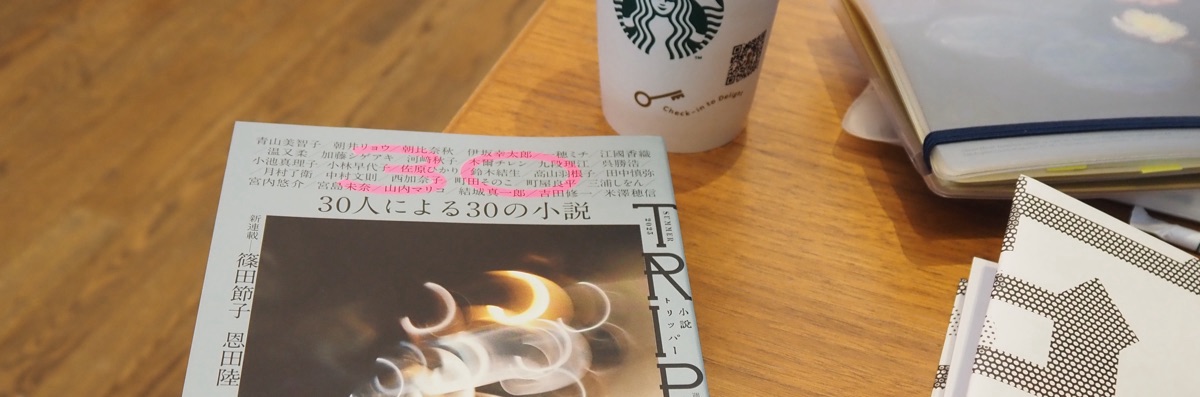 TM
Check-in to Delight
青山美智子 朝井リョウ/朝比奈秋 伊坂幸太郎/一穂ミチ 江國香織
温又柔 加藤シゲアキ 河﨑秋子 木爾チレン/九段理江 呉勝浩/
小池真理子/小林早代子/佐原ひかり/鈴木結生/高山羽根子/田中慎弥
月村了衛 中村文則 西加奈子/町田そのこ/町屋良平/三浦しをん/
宮内悠介/宮島未奈/山内マリコ/結城真一郎/吉田修一/米澤穂信
30人による30の小説
SUMMER 2025
TRIP
小説トリッパー
新連載
篠田節子 恩田陸